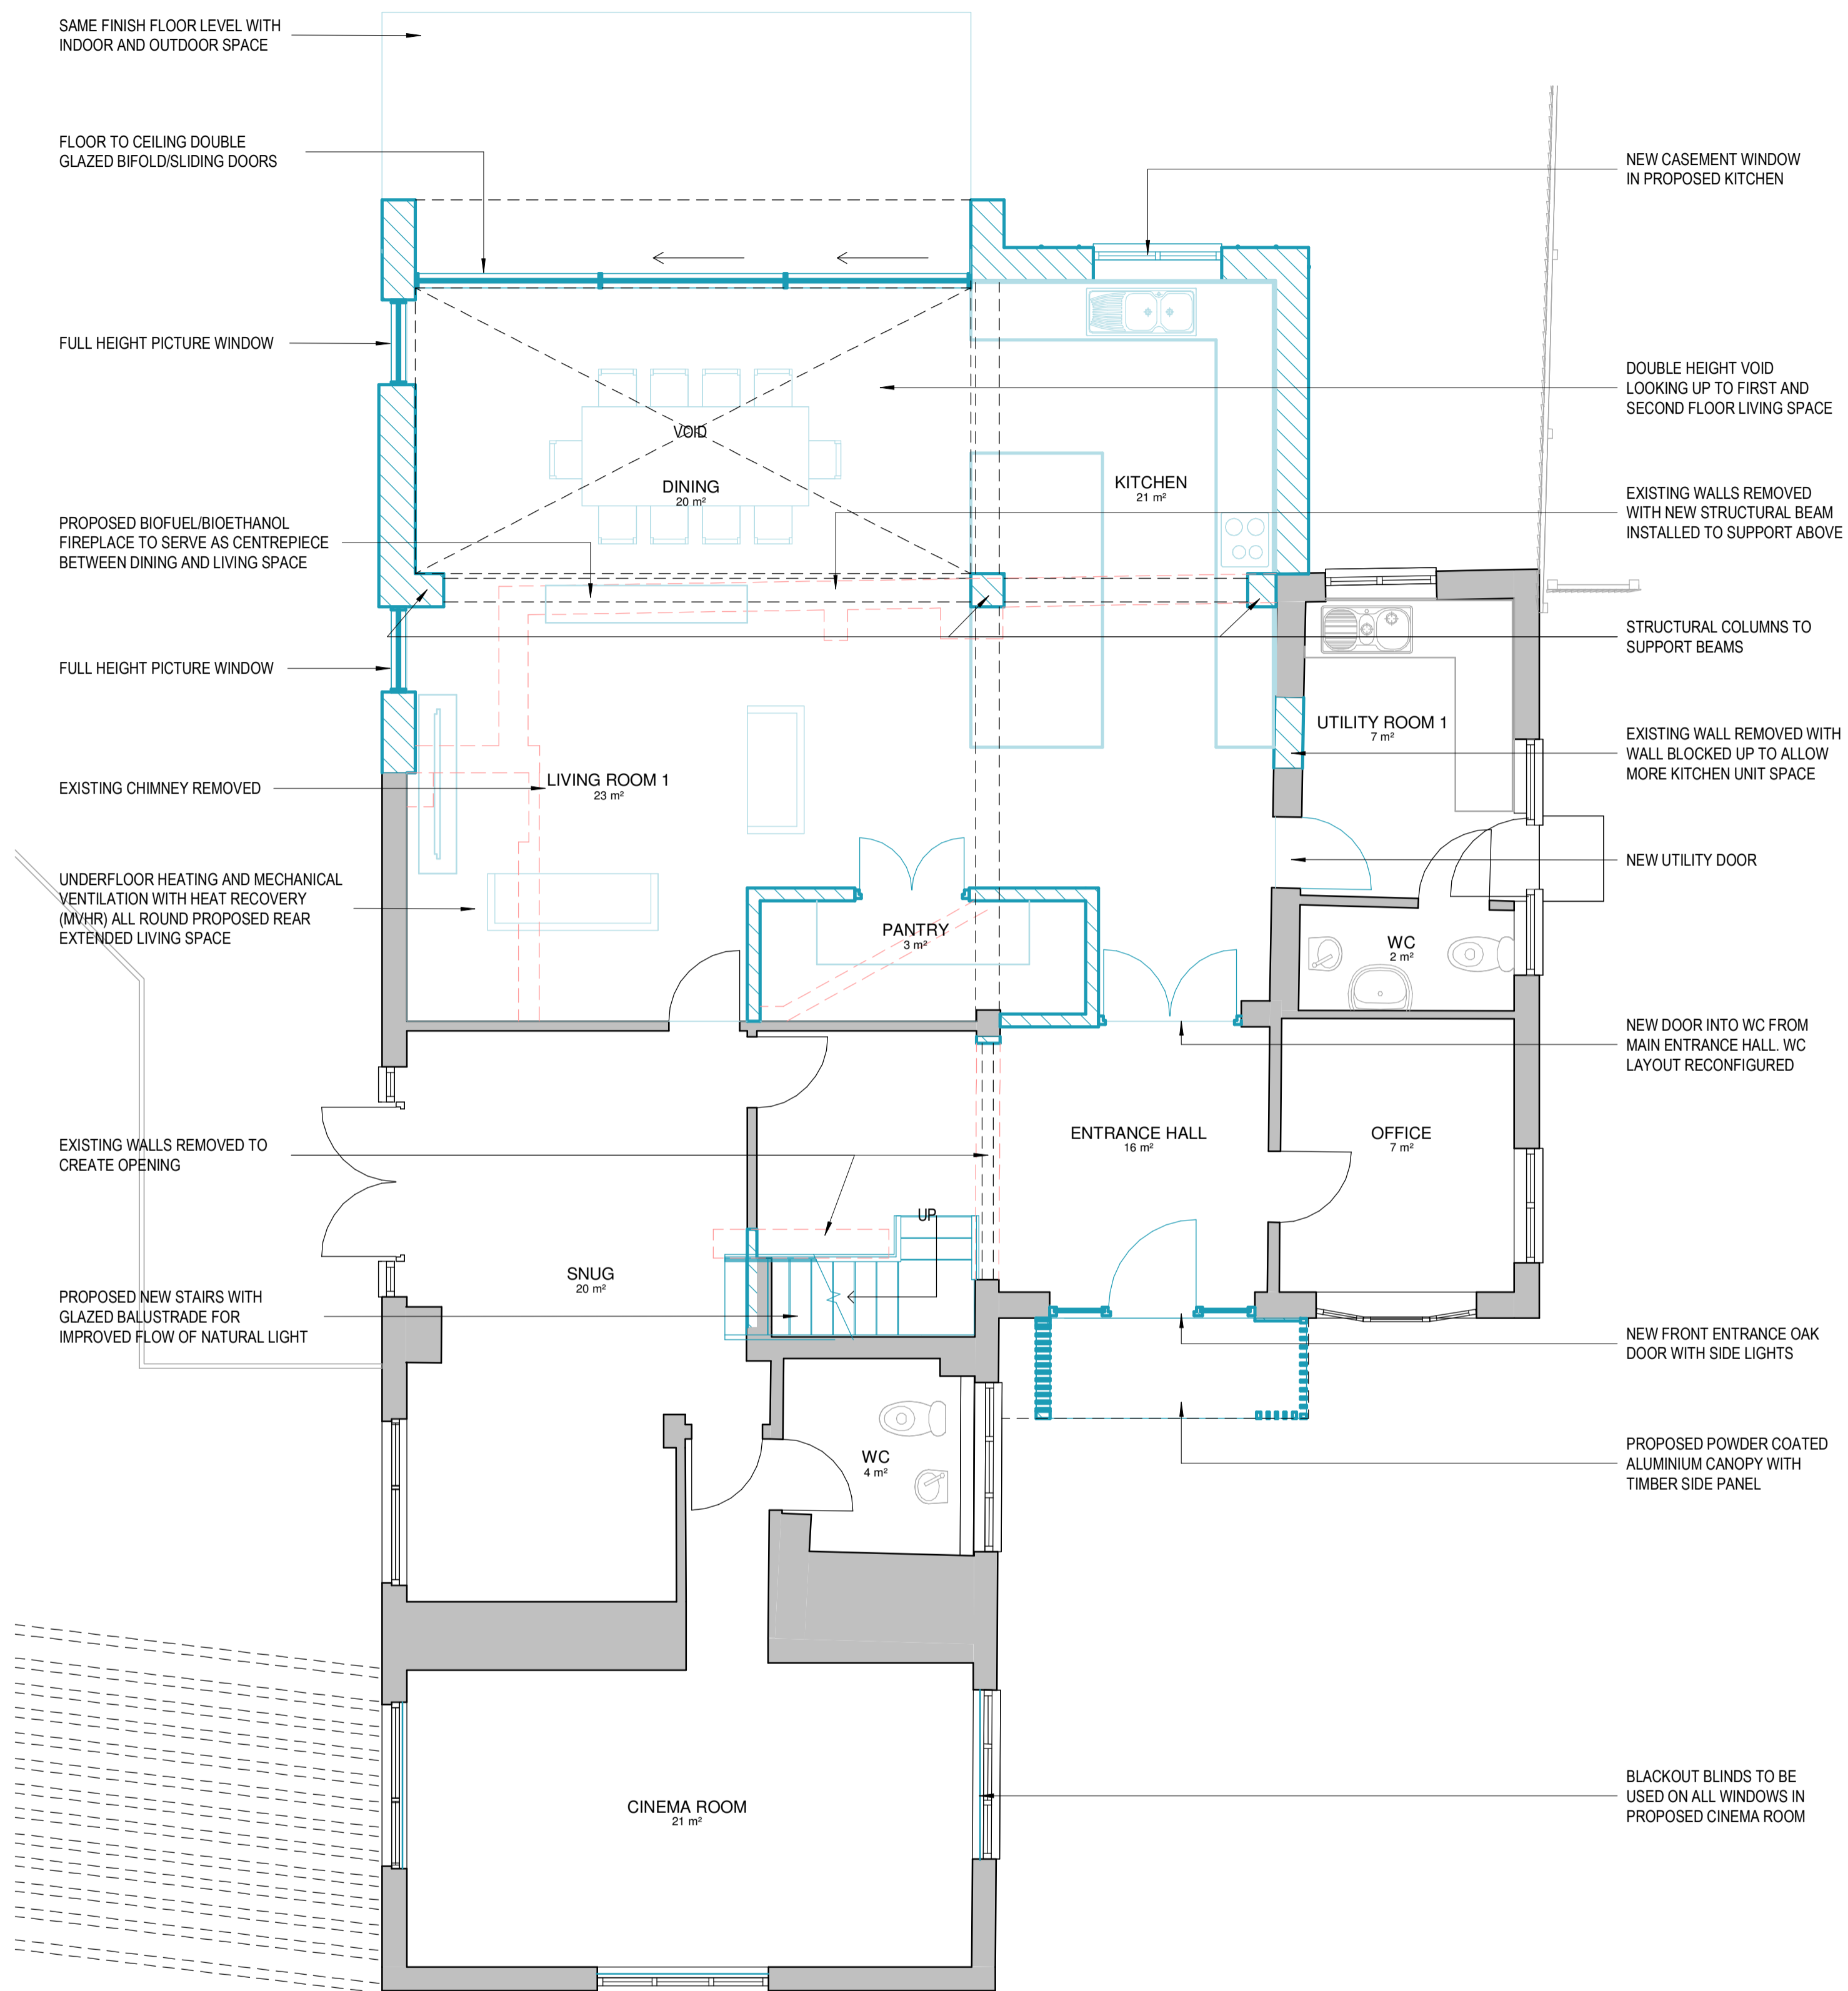 SAME FINISH FLOOR LEVEL WITH
INDOOR AND OUTDOOR SPACE
FLOOR TO CEILING DOUBLE
GLAZED BIFOLD/SLIDING DOORS
FULL HEIGHT PICTURE WINDOW
PROPOSED BIOFUEL/BIOETHANOL
FIREPLACE TO SERVE AS CENTREPIECE
BETWEEN DINING AND LIVING SPACE
FULL HEIGHT PICTURE WINDOW
EXISTING CHIMNEY REMOVED
UNDERFLOOR HEATING AND MECHANICAL
VENTILATION WITH HEAT RECOVERY
(MVHR) ALL ROUND PROPOSED REAR
EXTENDED LIVING SPACE
EXISTING WALLS REMOVED TO
CREATE OPENING
PROPOSED NEW STAIRS WITH
GLAZED BALUSTRADE FOR
IMPROVED FLOW OF NATURAL LIGHT
VOID
DINING
20 m²
KITCHEN
21 m²
UTILITY ROOM 1
7 m²
LIVING ROOM 1
23 m²
PANTRY
3 m²
WC
2 m²
ENTRANCE HALL
16 m²
OFFICE
7 m²
UP
SNUG
20 m²
WC
4 m²
CINEMA ROOM
21 m²
NEW CASEMENT WINDOW
IN PROPOSED KITCHEN
DOUBLE HEIGHT VOID
LOOKING UP TO FIRST AND
SECOND FLOOR LIVING SPACE
EXISTING WALLS REMOVED
WITH NEW STRUCTURAL BEAM
INSTALLED TO SUPPORT ABOVE
STRUCTURAL COLUMNS TO
SUPPORT BEAMS
EXISTING WALL REMOVED WITH
WALL BLOCKED UP TO ALLOW
MORE KITCHEN UNIT SPACE
NEW UTILITY DOOR
NEW DOOR INTO WC FROM
MAIN ENTRANCE HALL. WC
LAYOUT RECONFIGURED
NEW FRONT ENTRANCE OAK
DOOR WITH SIDE LIGHTS
PROPOSED POWDER COATED
ALUMINIUM CANOPY WITH
TIMBER SIDE PANEL
BLACKOUT BLINDS TO BE
USED ON ALL WINDOWS IN
PROPOSED CINEMA ROOM